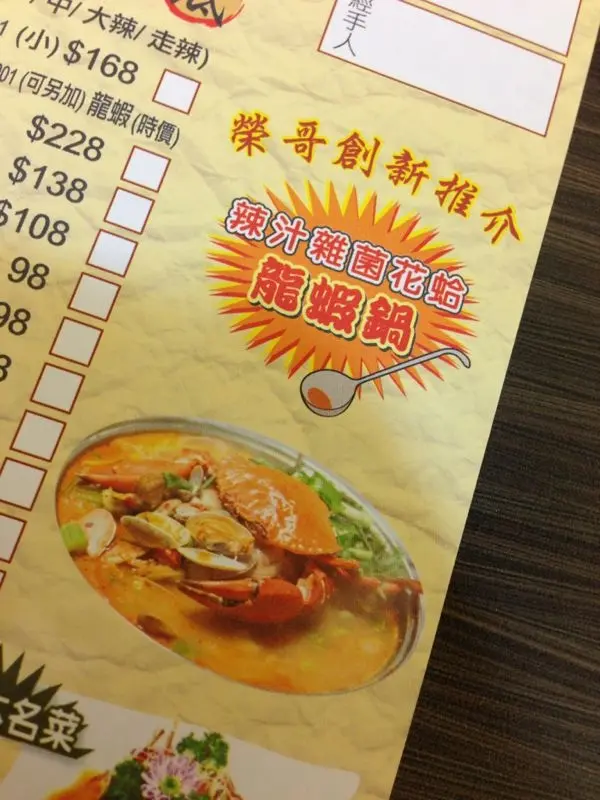 中/ 大辣/ 走辣)
(小) $168
(可另加) 龍蝦 (時價)
$228
$138
$108
98
98
經手人
榮哥創新推介
辣汁雜菌花蛤
龍蝦鍋
名菜